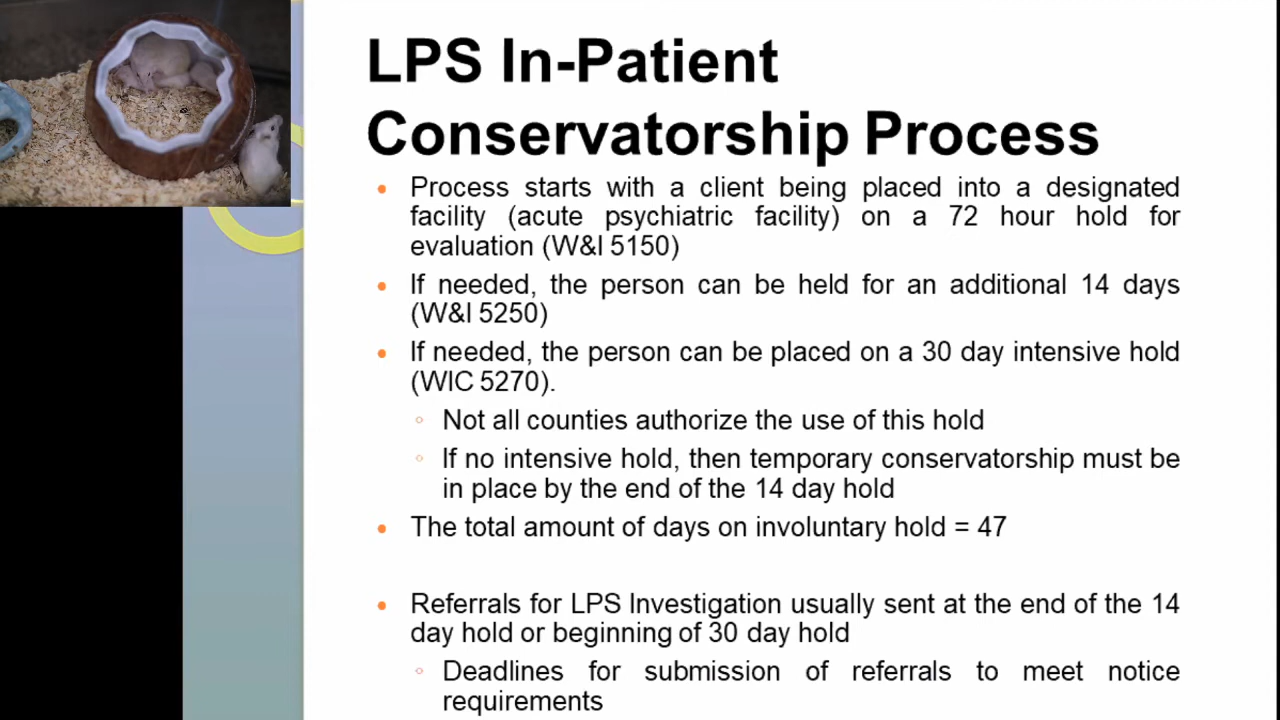 LPS In-Patient
Conservatorship Process
Process starts with a client being placed into a designated
facility (acute psychiatric facility) on a 72 hour hold for
evaluation (W&I 5150)
If needed, the person can be held for an additional 14 days
(W&I 5250)
If needed, the person can be placed on a 30 day intensive hold
(WIC 5270).
Not all counties authorize the use of this hold
If no intensive hold, then temporary conservatorship must be
in place by the end of the 14 day hold
The total amount of days on involuntary hold = 47
Referrals for LPS Investigation usually sent at the end of the 14
day hold or beginning of 30 day hold
Deadlines for submission of referrals to meet notice
requirements